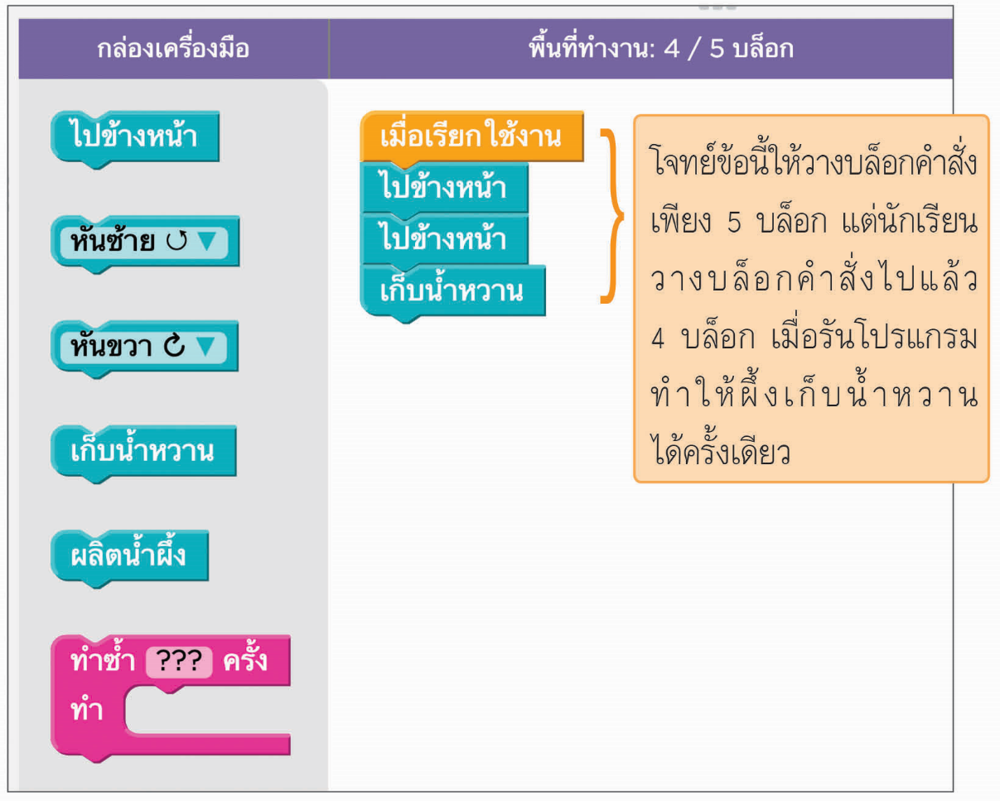 กล่องเครื่องมือ
พื้นที่ทำงาน: 4 / 5 บล็อก
ไปข้างหน้า
หันซ้าย ↺ ▼
หันขวา ↻ ▼
เก็บน้ำหวาน
ผลิตน้ำผึ้ง
ทำซ้ำ ??? ครั้ง
ทำ
เมื่อเรียกใช้งาน
ไปข้างหน้า
ไปข้างหน้า
เก็บน้ำหวาน
โจทย์ข้อนี้ให้วางบล็อกคำสั่ง
เพียง 5 บล็อก แต่นักเรียน
วางบล็อกคำสั่งไปแล้ว
4 บล็อก เมื่อรันโปรแกรม
ทำให้ผึ้งเก็บน้ำหวาน
ได้ครั้งเดียว